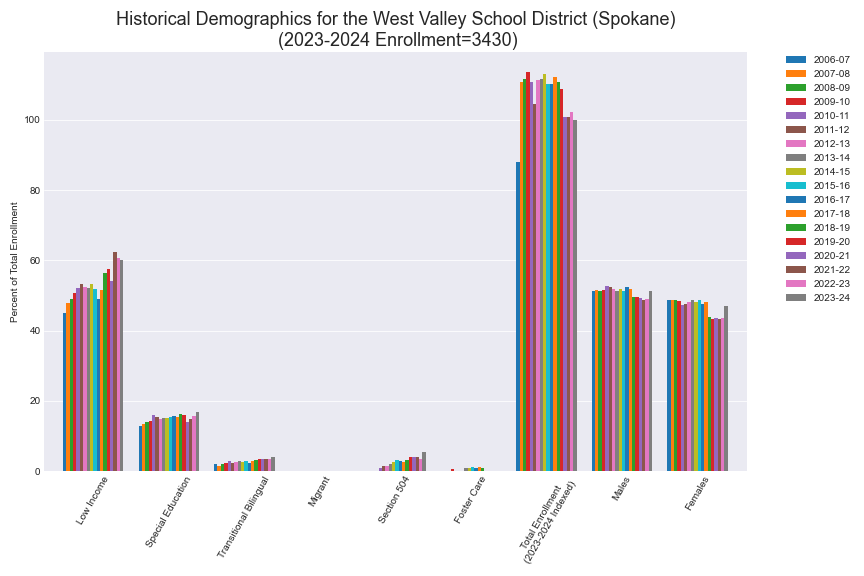 Historical Demographics for the West Valley School District (Spokane)
(2023-2024 Enrollment=3430)
Percent of Total Enrollment
100
80
60
40
20
0
Low Income
Special Education
Transitional Bilingual
Migrant
Section 504
Foster Care
Total Enrollment
(2023-2024 Indexed)
Males
Females
2006-07
2007-08
2008-09
2009-10
2010-11
2011-12
2012-13
2013-14
2014-15
2015-16
2016-17
2017-18
2018-19
2019-20
2020-21
2021-22
2022-23
2023-24